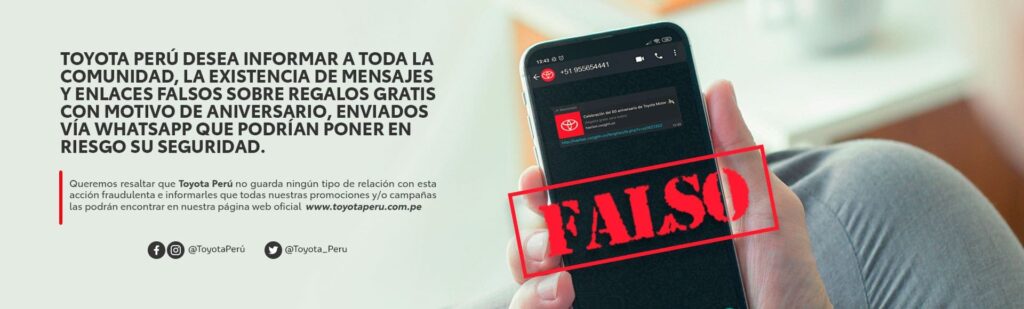 TOYOTA PERÚ DESEA INFORMAR A TODA LA
COMUNIDAD, LA EXISTENCIA DE MENSAJES
Y ENLACES FALSOS SOBRE REGALOS GRATIS
CON MOTIVO DE ANIVERSARIO, ENVIADOS
VÍA WHATSAPP QUE PODRÍAN PONER EN
RIESGO SU SEGURIDAD.
Queremos resaltar que Toyota Perú no guarda ningún tipo de relación con esta
acción fraudulenta e informarles que todas nuestras promociones y/o campañas
las podrán encontrar en nuestra página web oficial www.toyotaperu.com.pe
@ToyotaPerú
@Toyota_Peru
13:43
+51 955654441
Celebración del 80 aniversario de Toyota Motor
FALSO